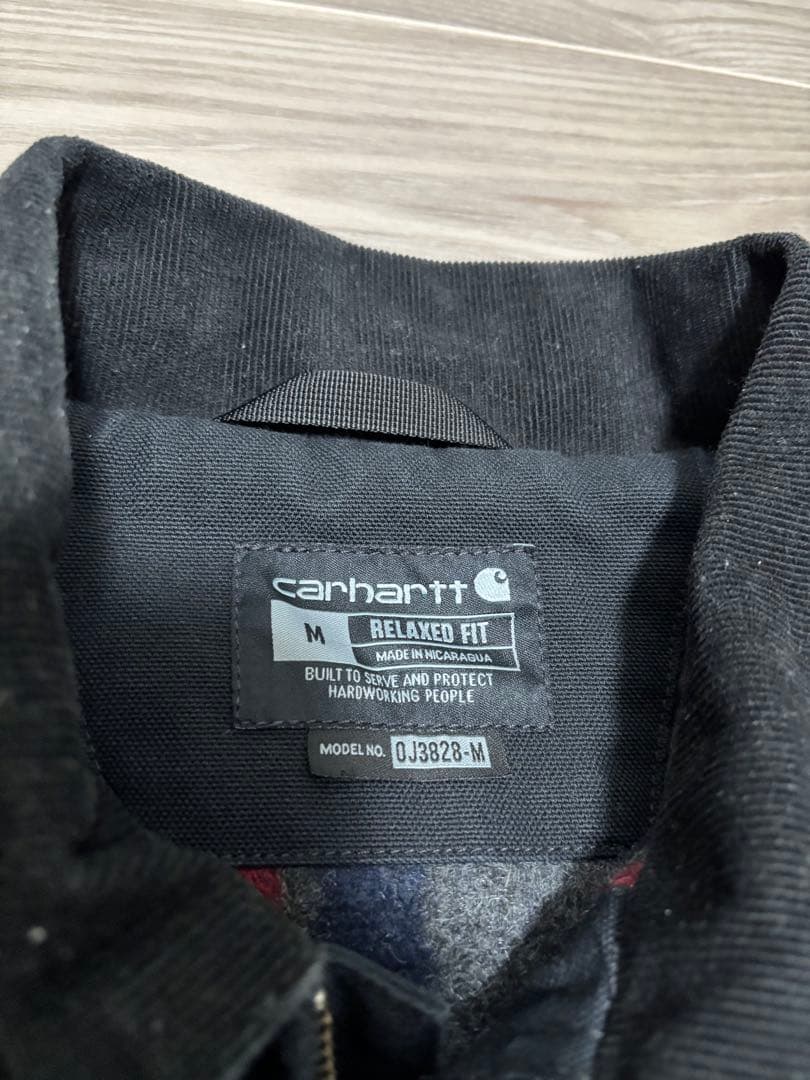 carhartt
M RELAXED FIT
MADE IN NICARAGUA
BUILT TO SERVE AND PROTECT
HARDWORKING PEOPLE
MODEL NO. OJ3828-M